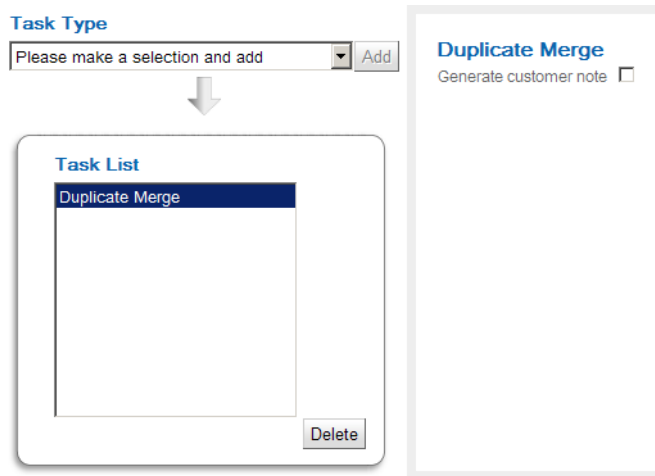 Task Type
Please make a selection and add
Add
Task List
Duplicate Merge
Delete
Duplicate Merge
Generate customer note